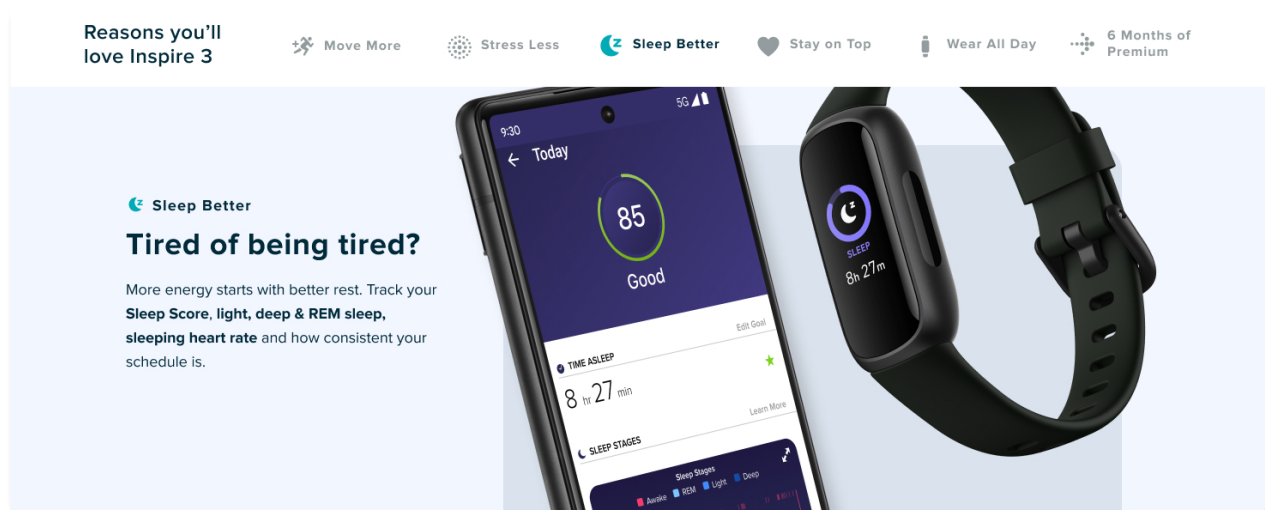 Reasons you'll
love Inspire 3
Move More
Stress Less
Sleep Better
Stay on Top
Wear All Day
6 Months of
Premium
Sleep Better
Tired of being tired?
More energy starts with better rest. Track your
Sleep Score, light, deep & REM sleep,
sleeping heart rate and how consistent your
schedule is.
9:30
5G
Today
85
Good
Edit Goal
TIME ASLEEP
8 hr 27 min
Learn More
SLEEP STAGES
Sleep Stages
Awake REM Light Deep
z
SLEEP
8h 27m